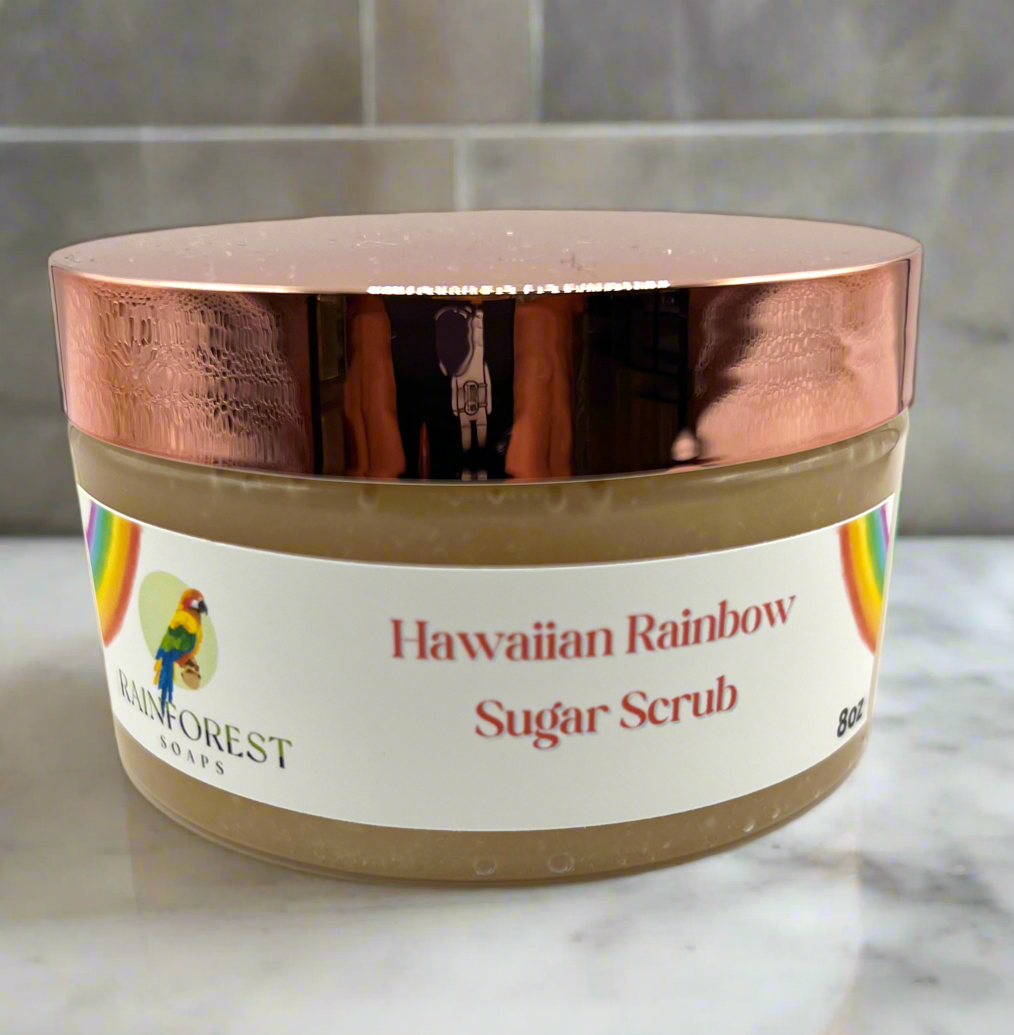 RAINFOREST
SOAPS
Hawaiian Rainbow
Sugar Scrub
8oz